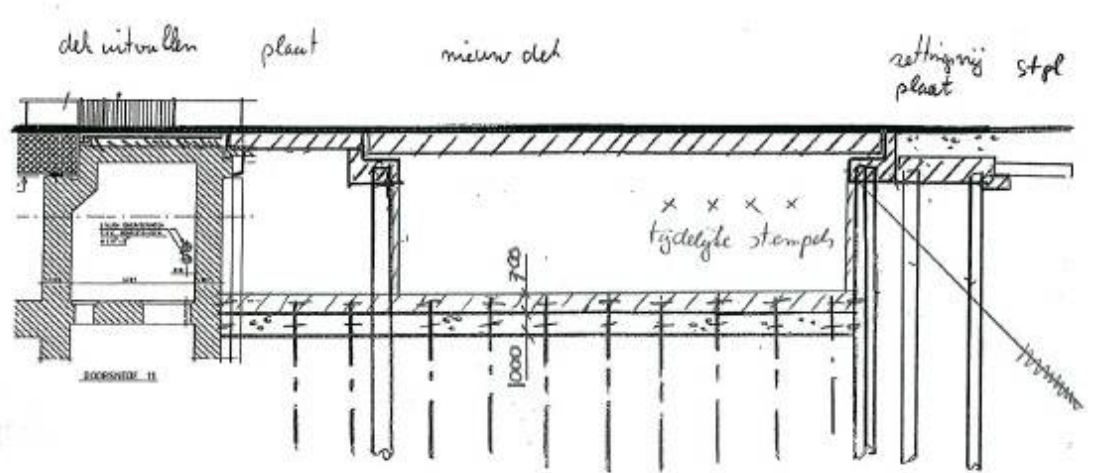 dek uitvullen plaat nieuw dek zettingsvrij plaat stpl
tijdelijke stempels
700
1000
DOORSNEDE 11